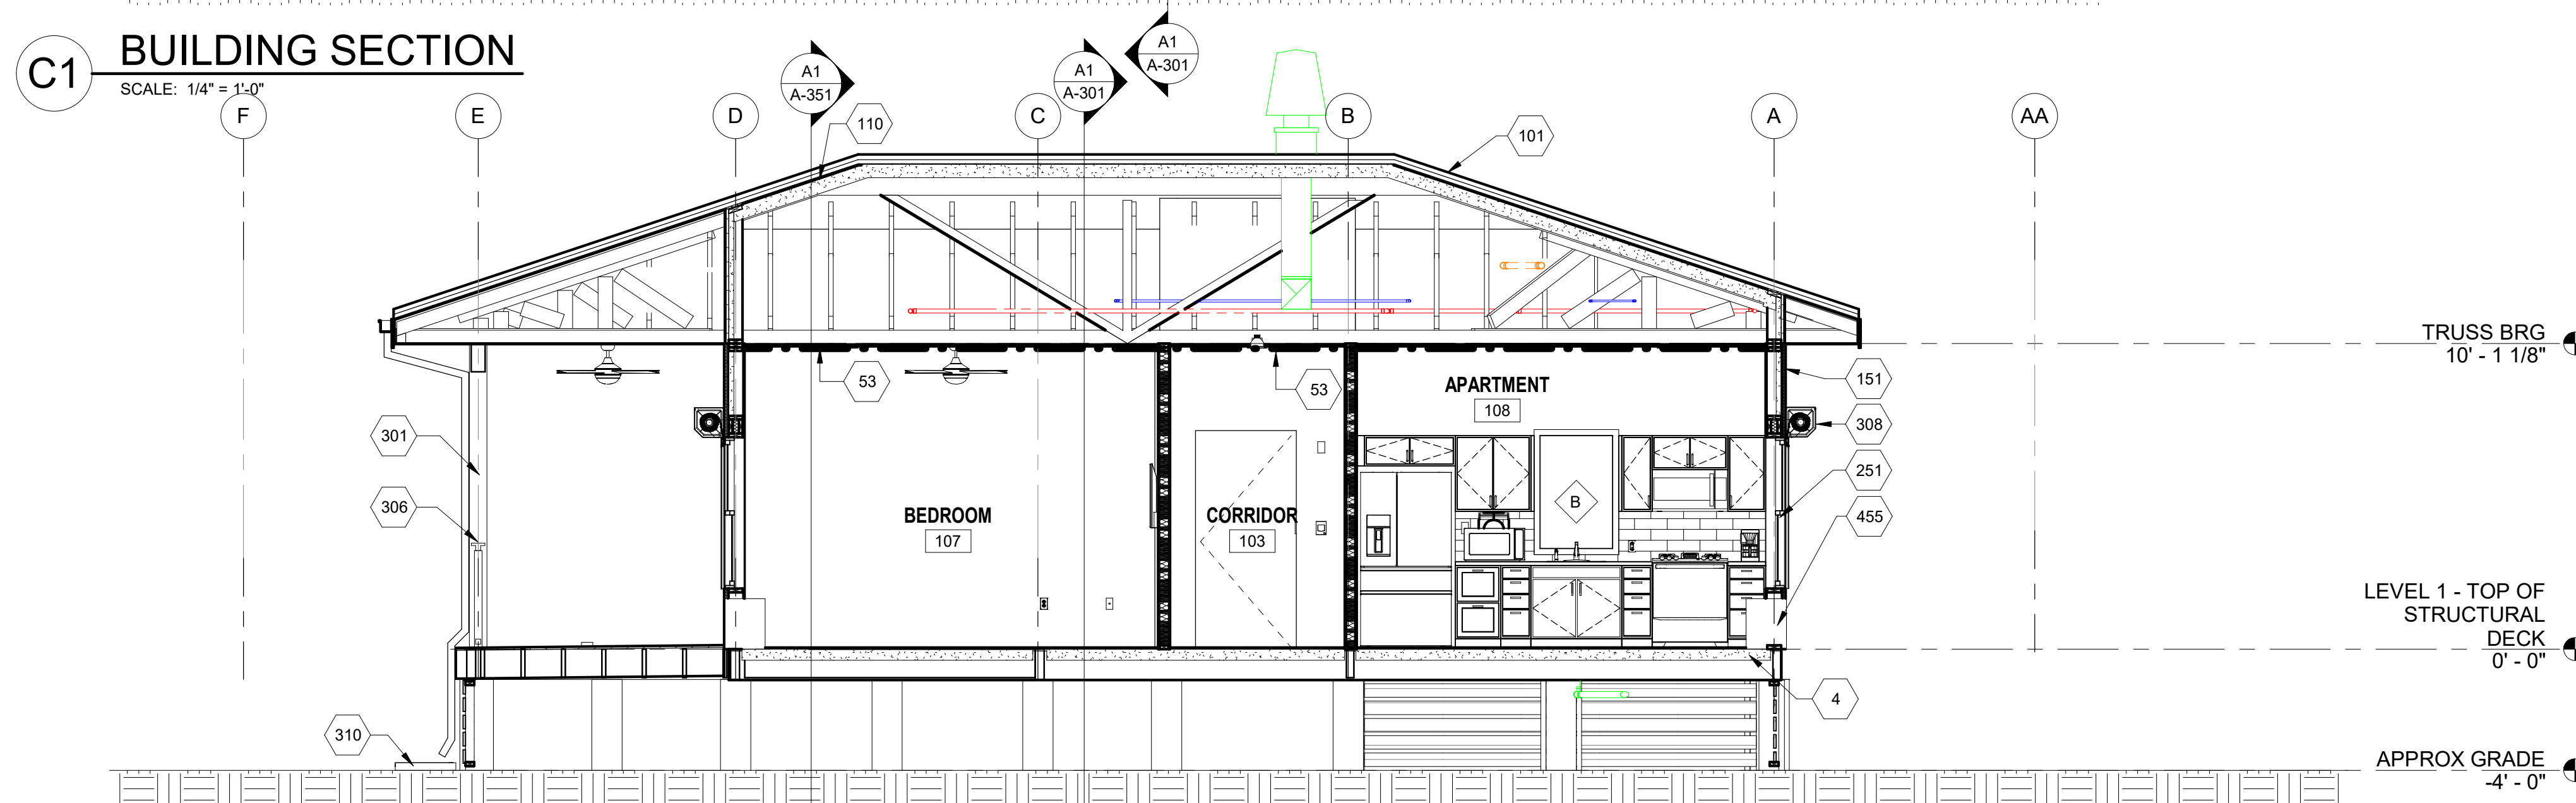 C1
BUILDING SECTION
SCALE: 1/4" = 1'-0"
A1
A-351
A1
A-301
A1
A-301
F
E
D
C
B
A
AA
110
101
53
53
APARTMENT
108
151
308
301
251
306
455
B
BEDROOM
107
CORRIDOR
103
TRUSS BRG
10' - 1 1/8"
LEVEL 1 - TOP OF
STRUCTURAL
DECK
0' - 0"
4
310
APPROX GRADE
-4' - 0"